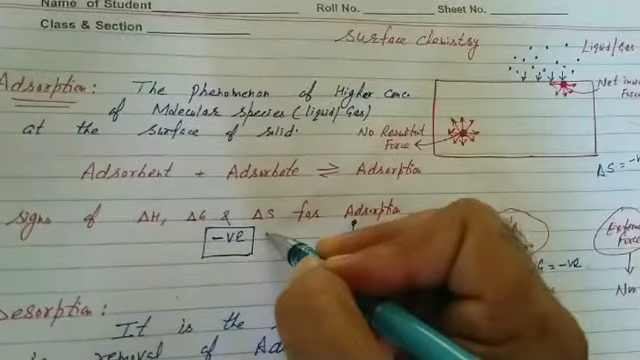 Name of Student
Roll No.
Sheet No.
Class & Section
Surface Chemistry
Liquid/Gas
Adsorption: The phenomenon of Higher conc
of Molecular species (liquid/Gas)
at the surface of solid.
Net
Force
No Resultant
Force
Adsorbent + Adsorbate ⇌ Adsorption
ΔS = -v
Signs of ΔH, ΔG & ΔS for Adsorption
-ve
= -ve
Force
Desorption:
It is the
removal of Ad